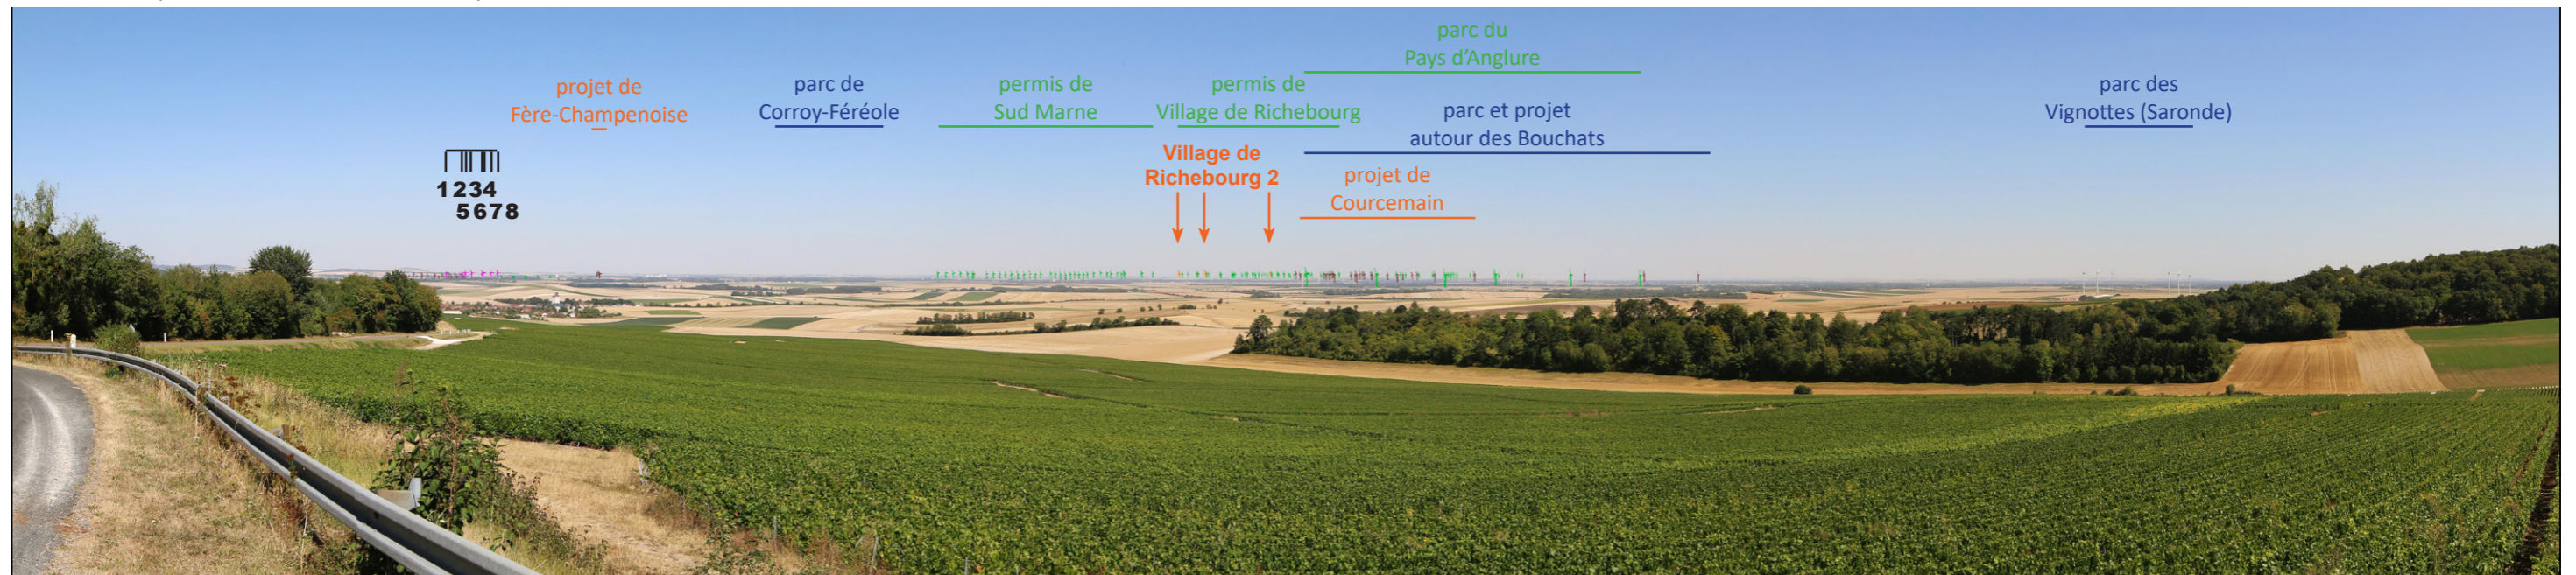 projet de
Fère-Champenoise
1234
5678
parc de
Corroy-Féréole
permis de
Sud Marne
permis de
Village de Richebourg
Village de
Richebourg 2
parc du
Pays d'Anglure
parc et projet
autour des Bouchats
projet de
Courcemain
parc des
Vignottes (Saronde)